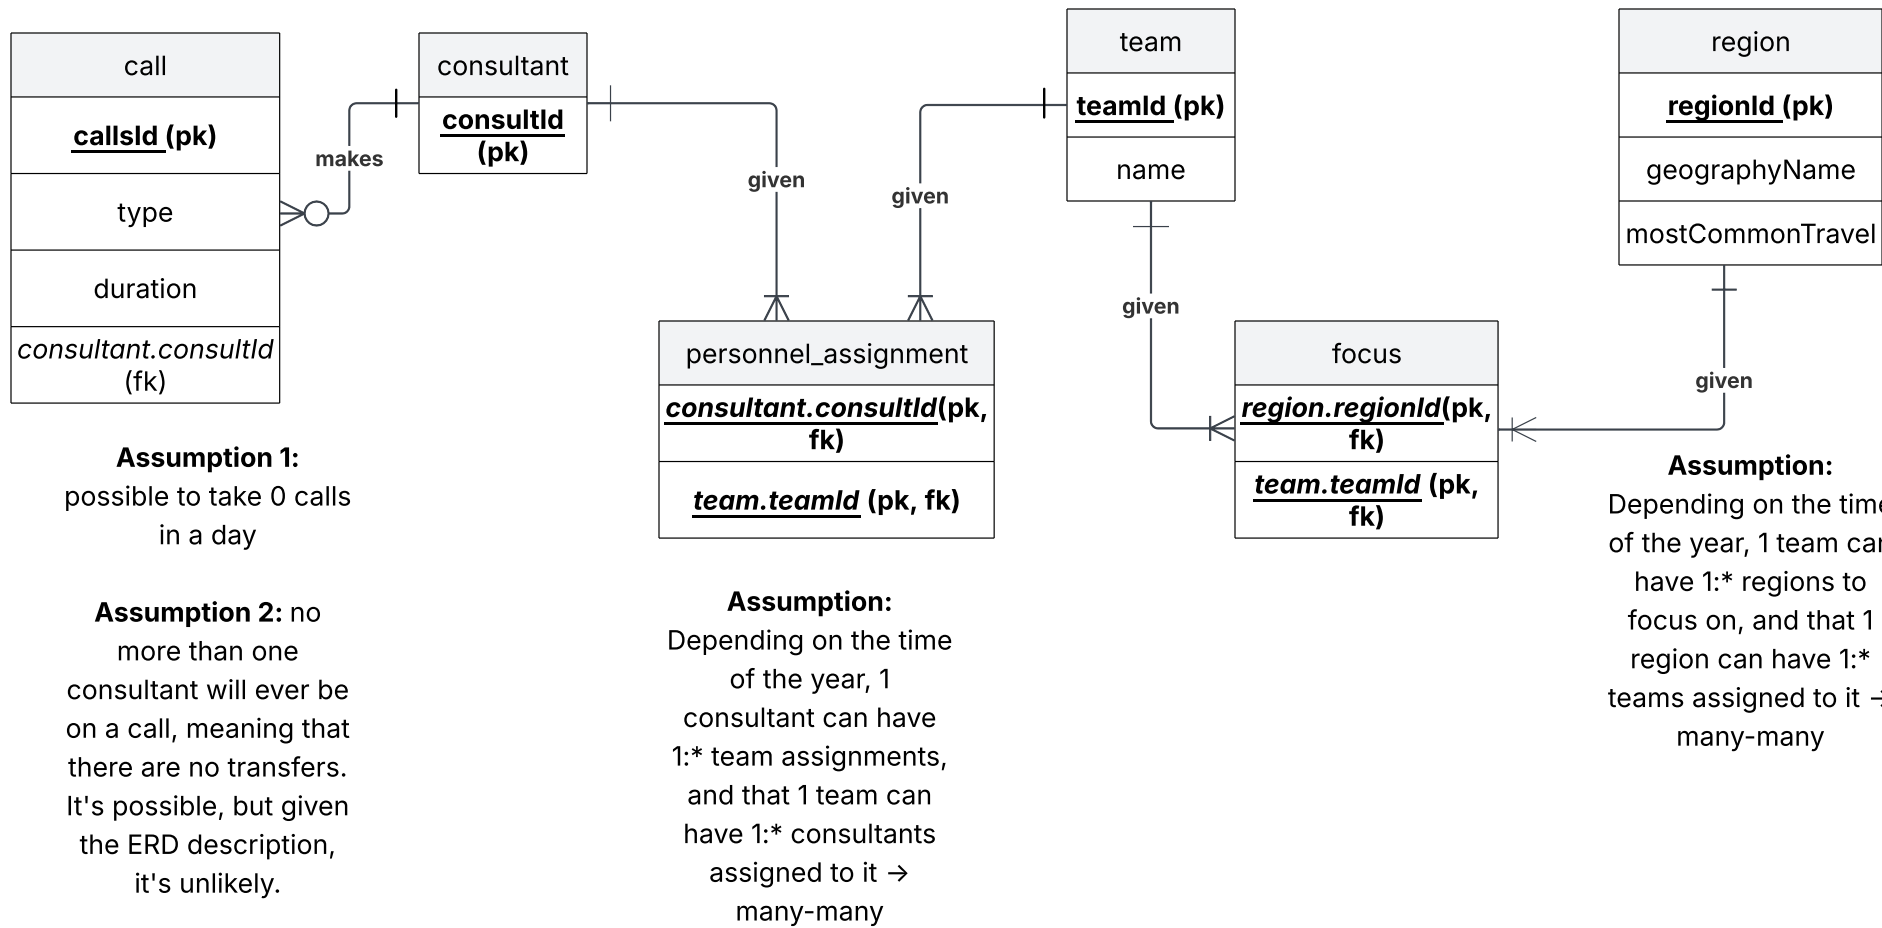 call
callsId (pk)
type
duration
consultant.consultId
(fk)
makes
consultant
consultId
(pk)
given
given
team
teamId (pk)
name
given
region
regionId (pk)
geographyName
mostCommonTravel
given
personnel_assignment
consultant.consultId(pk,
fk)
team.teamId (pk, fk)
focus
region.regionId(pk,
fk)
team.teamId (pk,
fk)
Assumption 1:
possible to take 0 calls
in a day
Assumption 2: no
more than one
consultant will ever be
on a call, meaning that
there are no transfers.
It's possible, but given
the ERD description,
it's unlikely.
Assumption:
Depending on the time
of the year, 1
consultant can have
1:* team assignments,
and that 1 team can
have 1:* consultants
assigned to it →
many-many
Assumption:
Depending on the time
of the year, 1 team can
have 1:* regions to
focus on, and that 1
region can have 1:*
teams assigned to it →
many-many